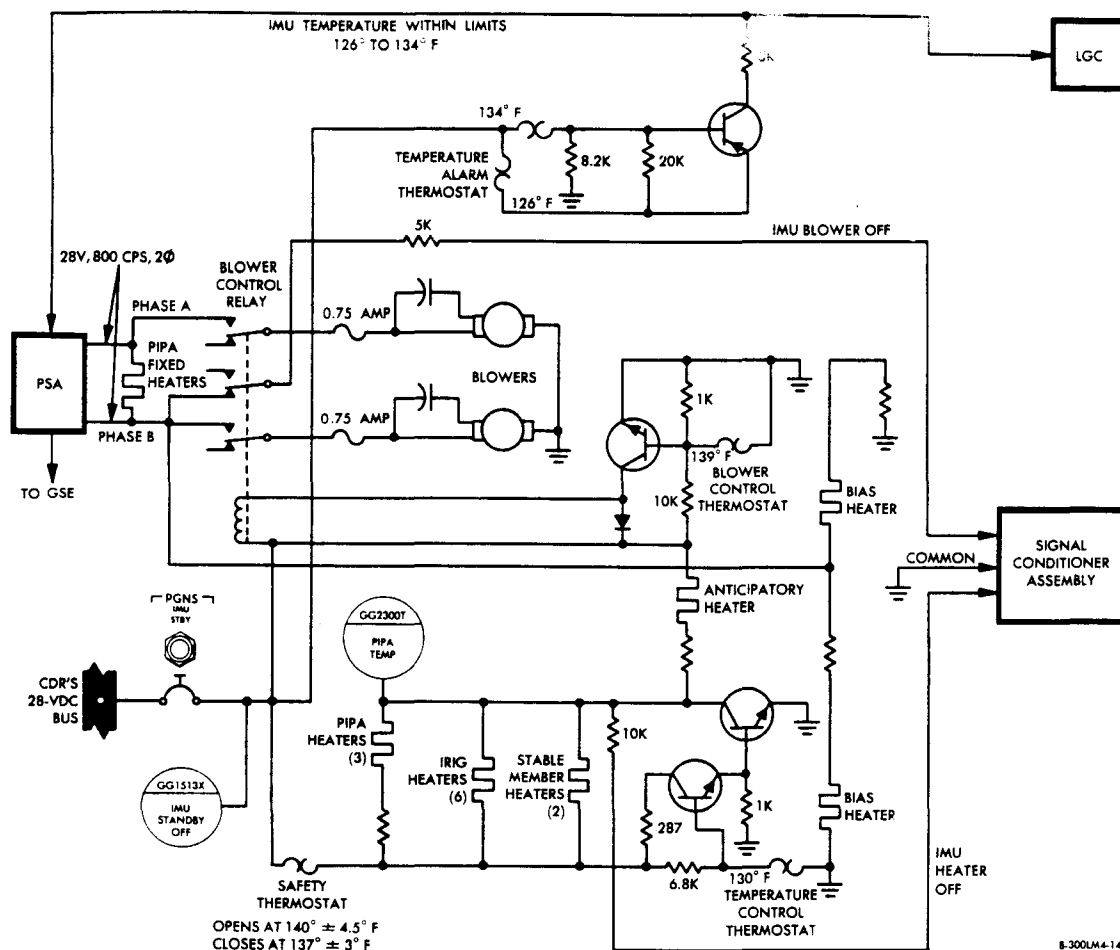 IMU TEMPERATURE WITHIN LIMITS
126° TO 134° F
LGC
134° F
8.2K
20K
TEMPERATURE
ALARM
THERMOSTAT
126° F
5K
IMU BLOWER OFF
28V, 800 CPS, 2Ø
BLOWER
CONTROL
RELAY
PHASE A
0.75 AMP
PSA
PIPA
FIXED
HEATERS
BLOWERS
PHASE B
0.75 AMP
TO GSE
1K
139° F
BLOWER
CONTROL
THERMOSTAT
10K
BIAS
HEATER
COMMON
SIGNAL
CONDITIONER
ASSEMBLY
ANTICIPATORY
HEATER
PGNS
IMU
STBY
GG2300T
PIPA
TEMP
CDR'S
28-VDC
BUS
PIPA
HEATERS
(3)
IRIG
HEATERS
(6)
STABLE
MEMBER
HEATERS
(2)
10K
287
1K
BIAS
HEATER
GG1513X
IMU
STANDBY
OFF
6.8K
130° F
TEMPERATURE
CONTROL
THERMOSTAT
IMU
HEATER
OFF
SAFETY
THERMOSTAT
OPENS AT 140° ± 4.5° F
CLOSES AT 137° ± 3° F